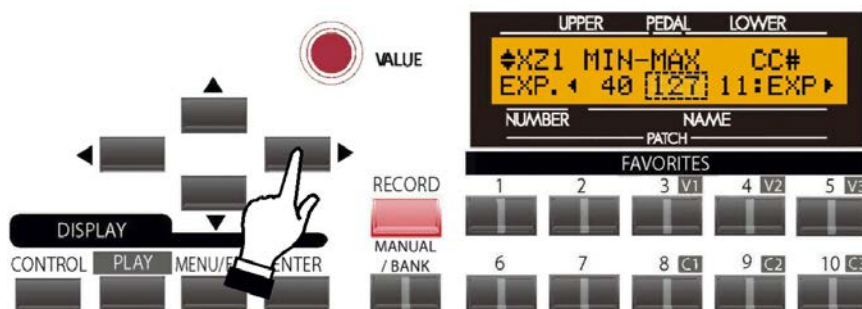 VALUE
UPPER PEDAL LOWER
XZ1 MIN-MAX CC#
EXP. 40 127 11:EXP
NUMBER NAME
PATCH
FAVORITES
RECORD
1 2 3 V1 4 V2 5 V3
DISPLAY
CONTROL PLAY MENU/ ENTER
MANUAL
/ BANK
6 7 8 C1 9 C2 10 C3